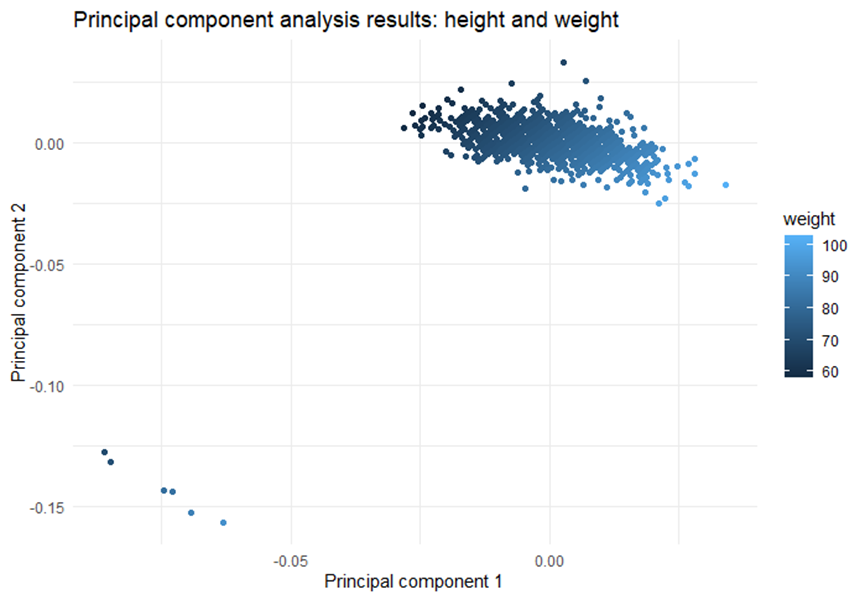 Principal component analysis results: height and weight
Principal component 2
0.00
-0.05
-0.10
-0.15
-0.05
0.00
Principal component 1
weight
100
90
80
70
60